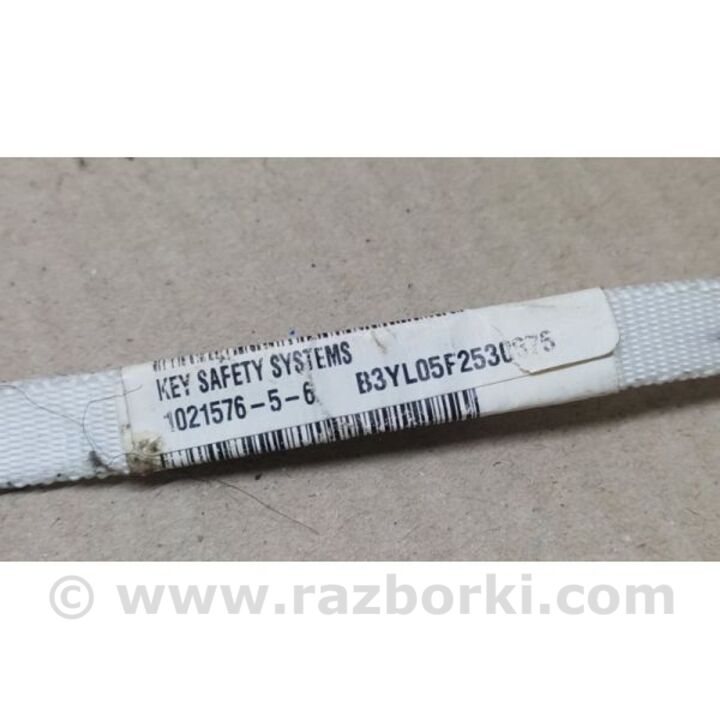 KEY SAFETY SYSTEMS
1021576-5-6 B3YL05F2530375
© www.razborki.com